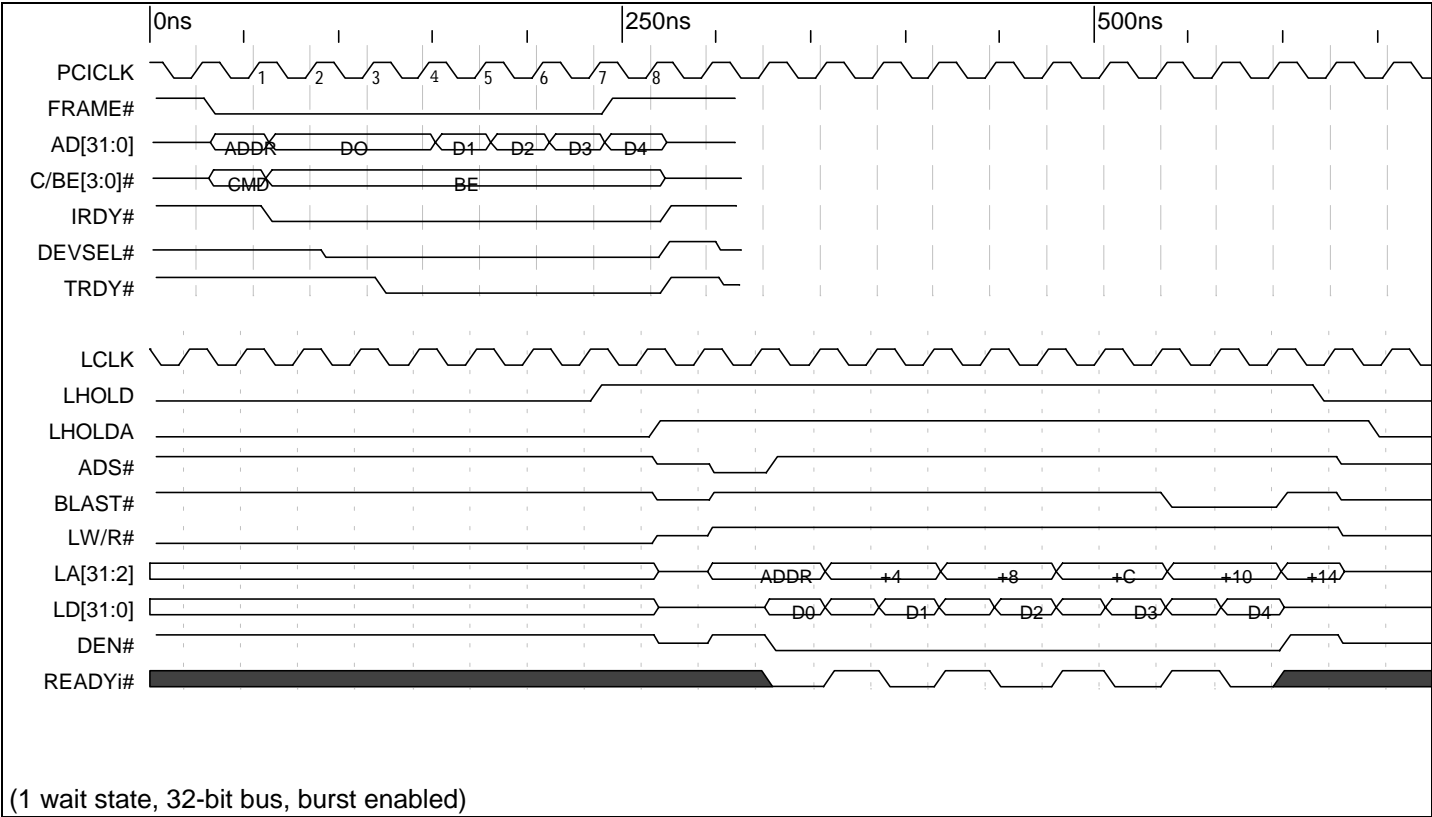 0ns 250ns 500ns
PCICLK 1 2 3 4 5 6 7 8
FRAME#
AD[31:0] ADDR DO D1 D2 D3 D4
C/BE[3:0]# CMD BE
IRDY#
DEVSEL#
TRDY#
LCLK
LHOLD
LHOLDA
ADS#
BLAST#
LW/R#
LA[31:2] ADDR +4 +8 +C +10 +14
LD[31:0] D0 D1 D2 D3 D4
DEN#
READYi#
(1 wait state, 32-bit bus, burst enabled)